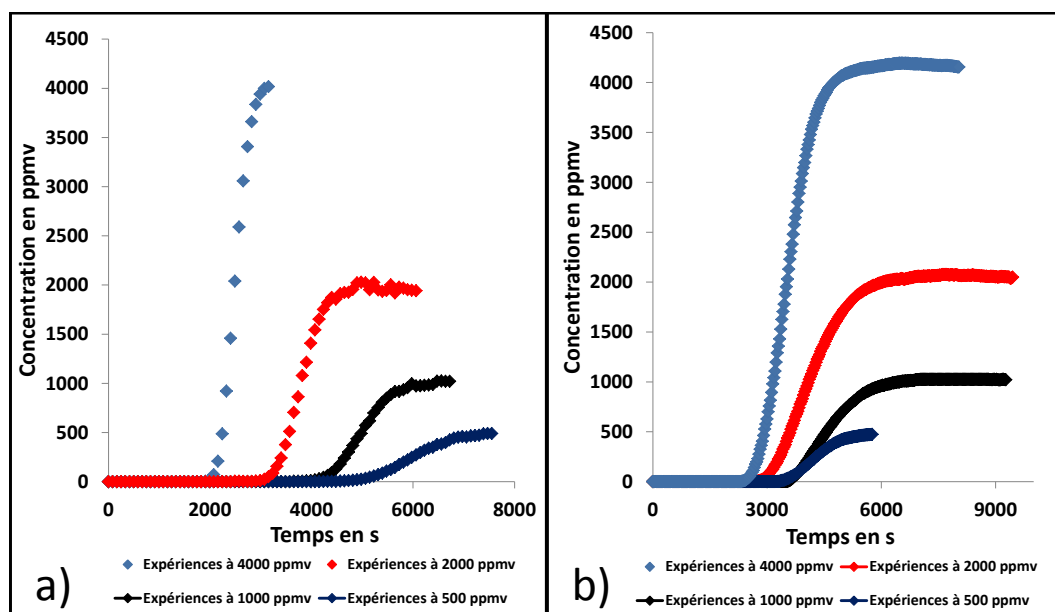 4500
4000
3500
3000
2500
2000
1500
1000
500
0
Concentration en ppmv
0 2000 4000 6000 8000
Temps en s
Expériences à 4000 ppmv Expériences à 2000 ppmv
Expériences à 1000 ppmv Expériences à 500 ppmv
a)
4500
4000
3500
3000
2500
2000
1500
1000
500
0
Concentration en ppmv
0 3000 6000 9000
Temps en s
Expériences à 4000 ppmv Expériences à 2000 ppmv
Expériences à 1000 ppmv Expériences à 500 ppmv
b)